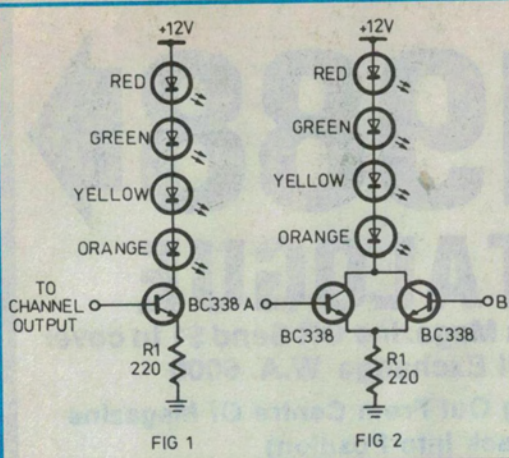 +12V
RED
GREEN
YELLOW
ORANGE
TO
CHANNEL
OUTPUT
BC338
R1
220
FIG 1
+12V
RED
GREEN
YELLOW
ORANGE
A
B
BC338
BC338
R1
220
FIG 2